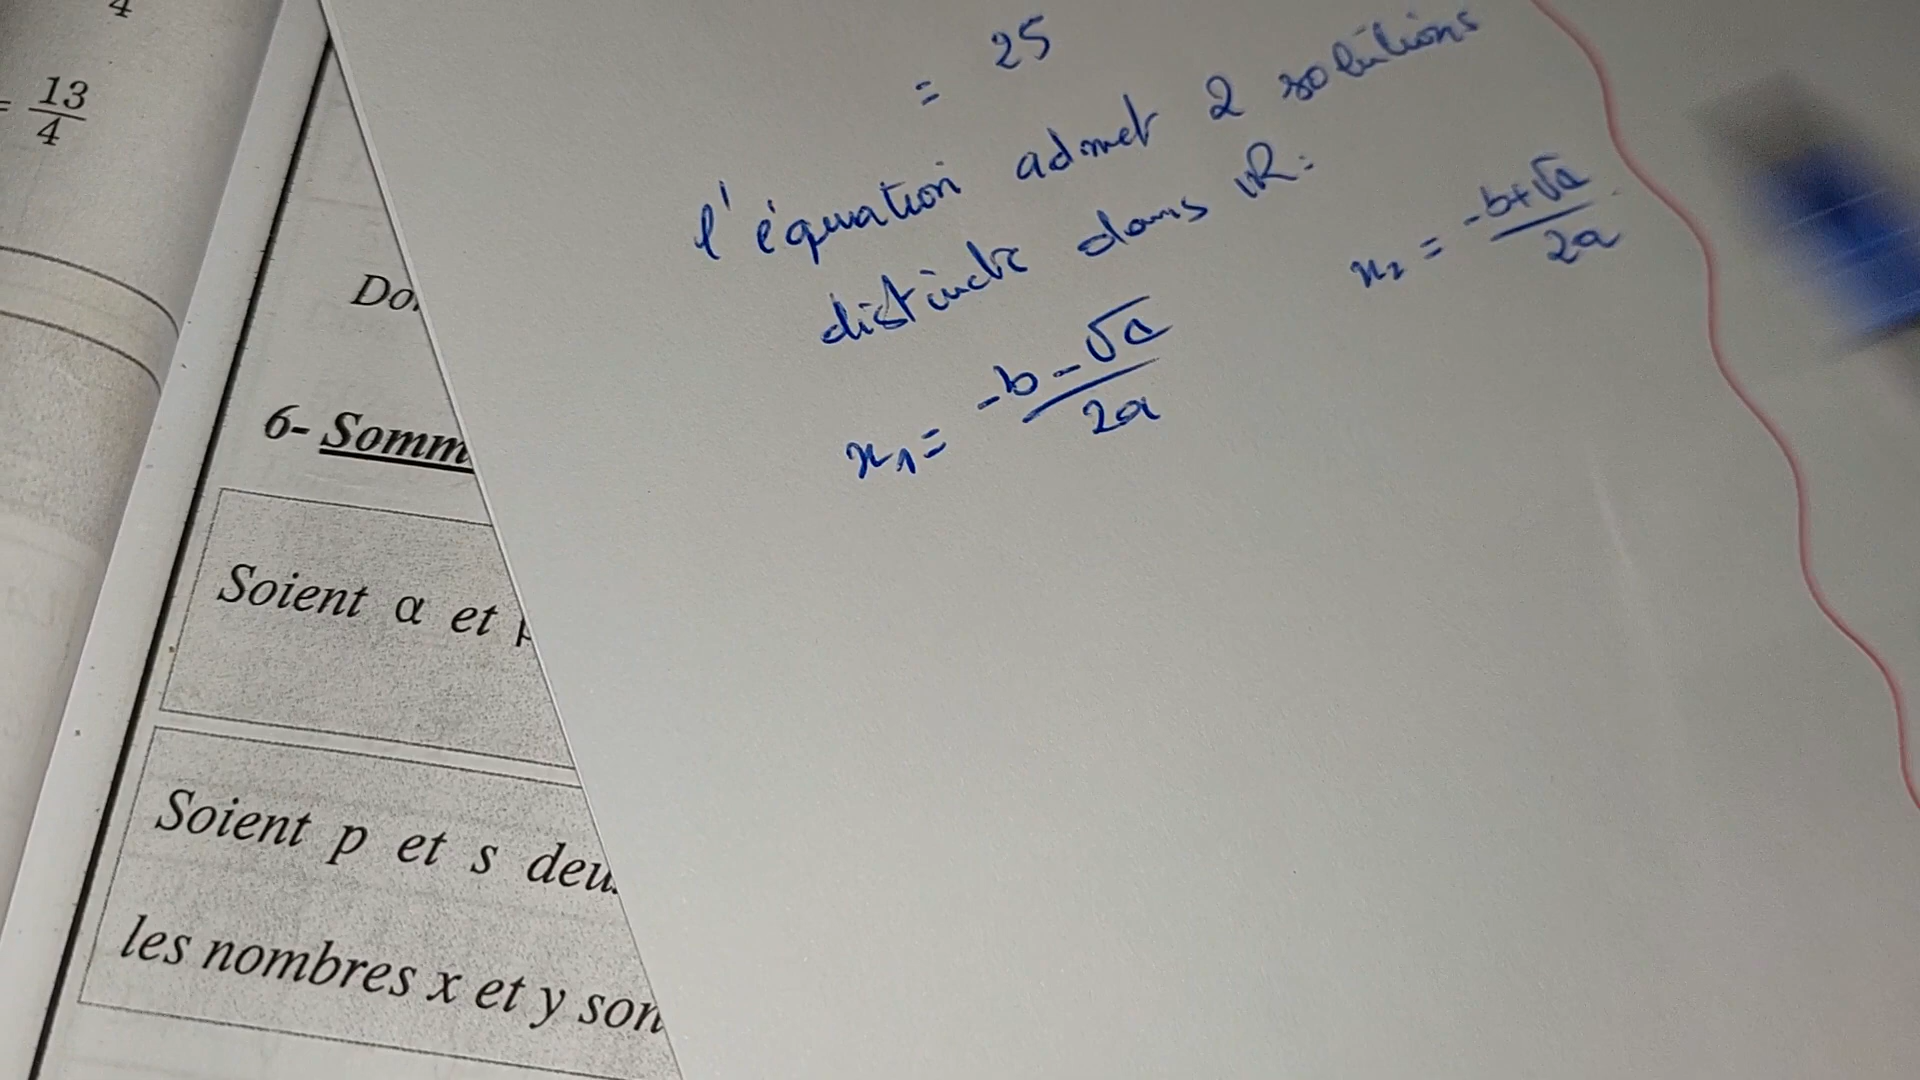 4
= 13/4
Do
6- Somm
Soient α et
Soient p et s deu
les nombres x et y son
= 25
l'équation admet 2 solutions
distincte dans IR:
x₁ = (-b - √a)/2a
x₂ = (-b + √a)/2a